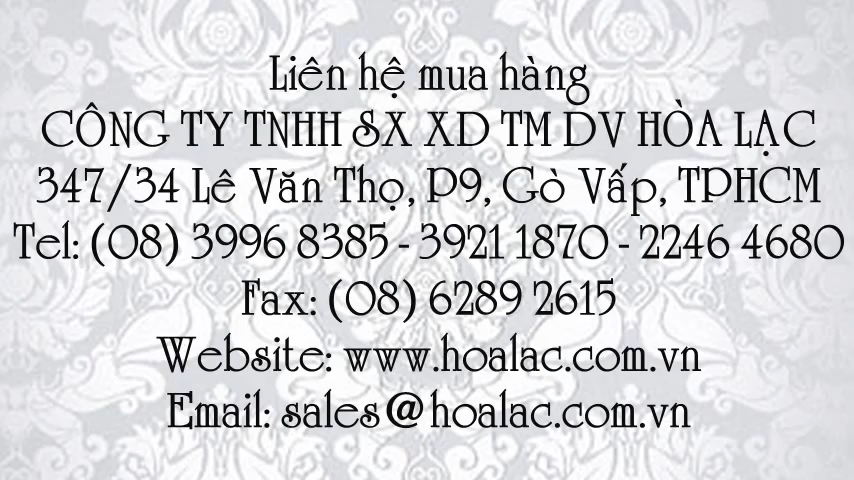 Liên hệ mua hàng
CÔNG TY TNHH SX XD TM DV HÒA LẠC
347/34 Lê Văn Thọ, P9, Gò Vấp, TPHCM
Tel: (08) 3996 8385 - 3921 1870 - 2246 4680
Fax: (08) 6289 2615
Website: www.hoalac.com.vn
Email: sales@hoalac.com.vn